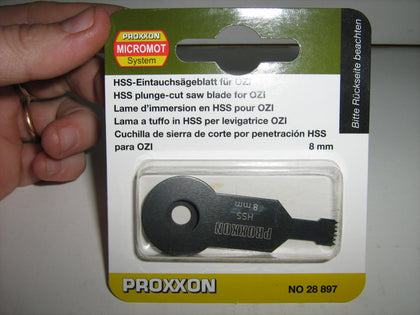 PROXXON
MICROMOT
System
Bitte Rückseite beachten
HSS-Eintauchsägeblatt für OZI
HSS plunge-cut saw blade for OZI
Lame d'immersion en HSS pour OZI
Lama a tuffo in HSS per levigatrice OZI
Cuchilla de sierra de corte por penetración HSS
para OZI 8 mm
HSS
8 mm
PROXXON
PROXXON NO 28 897